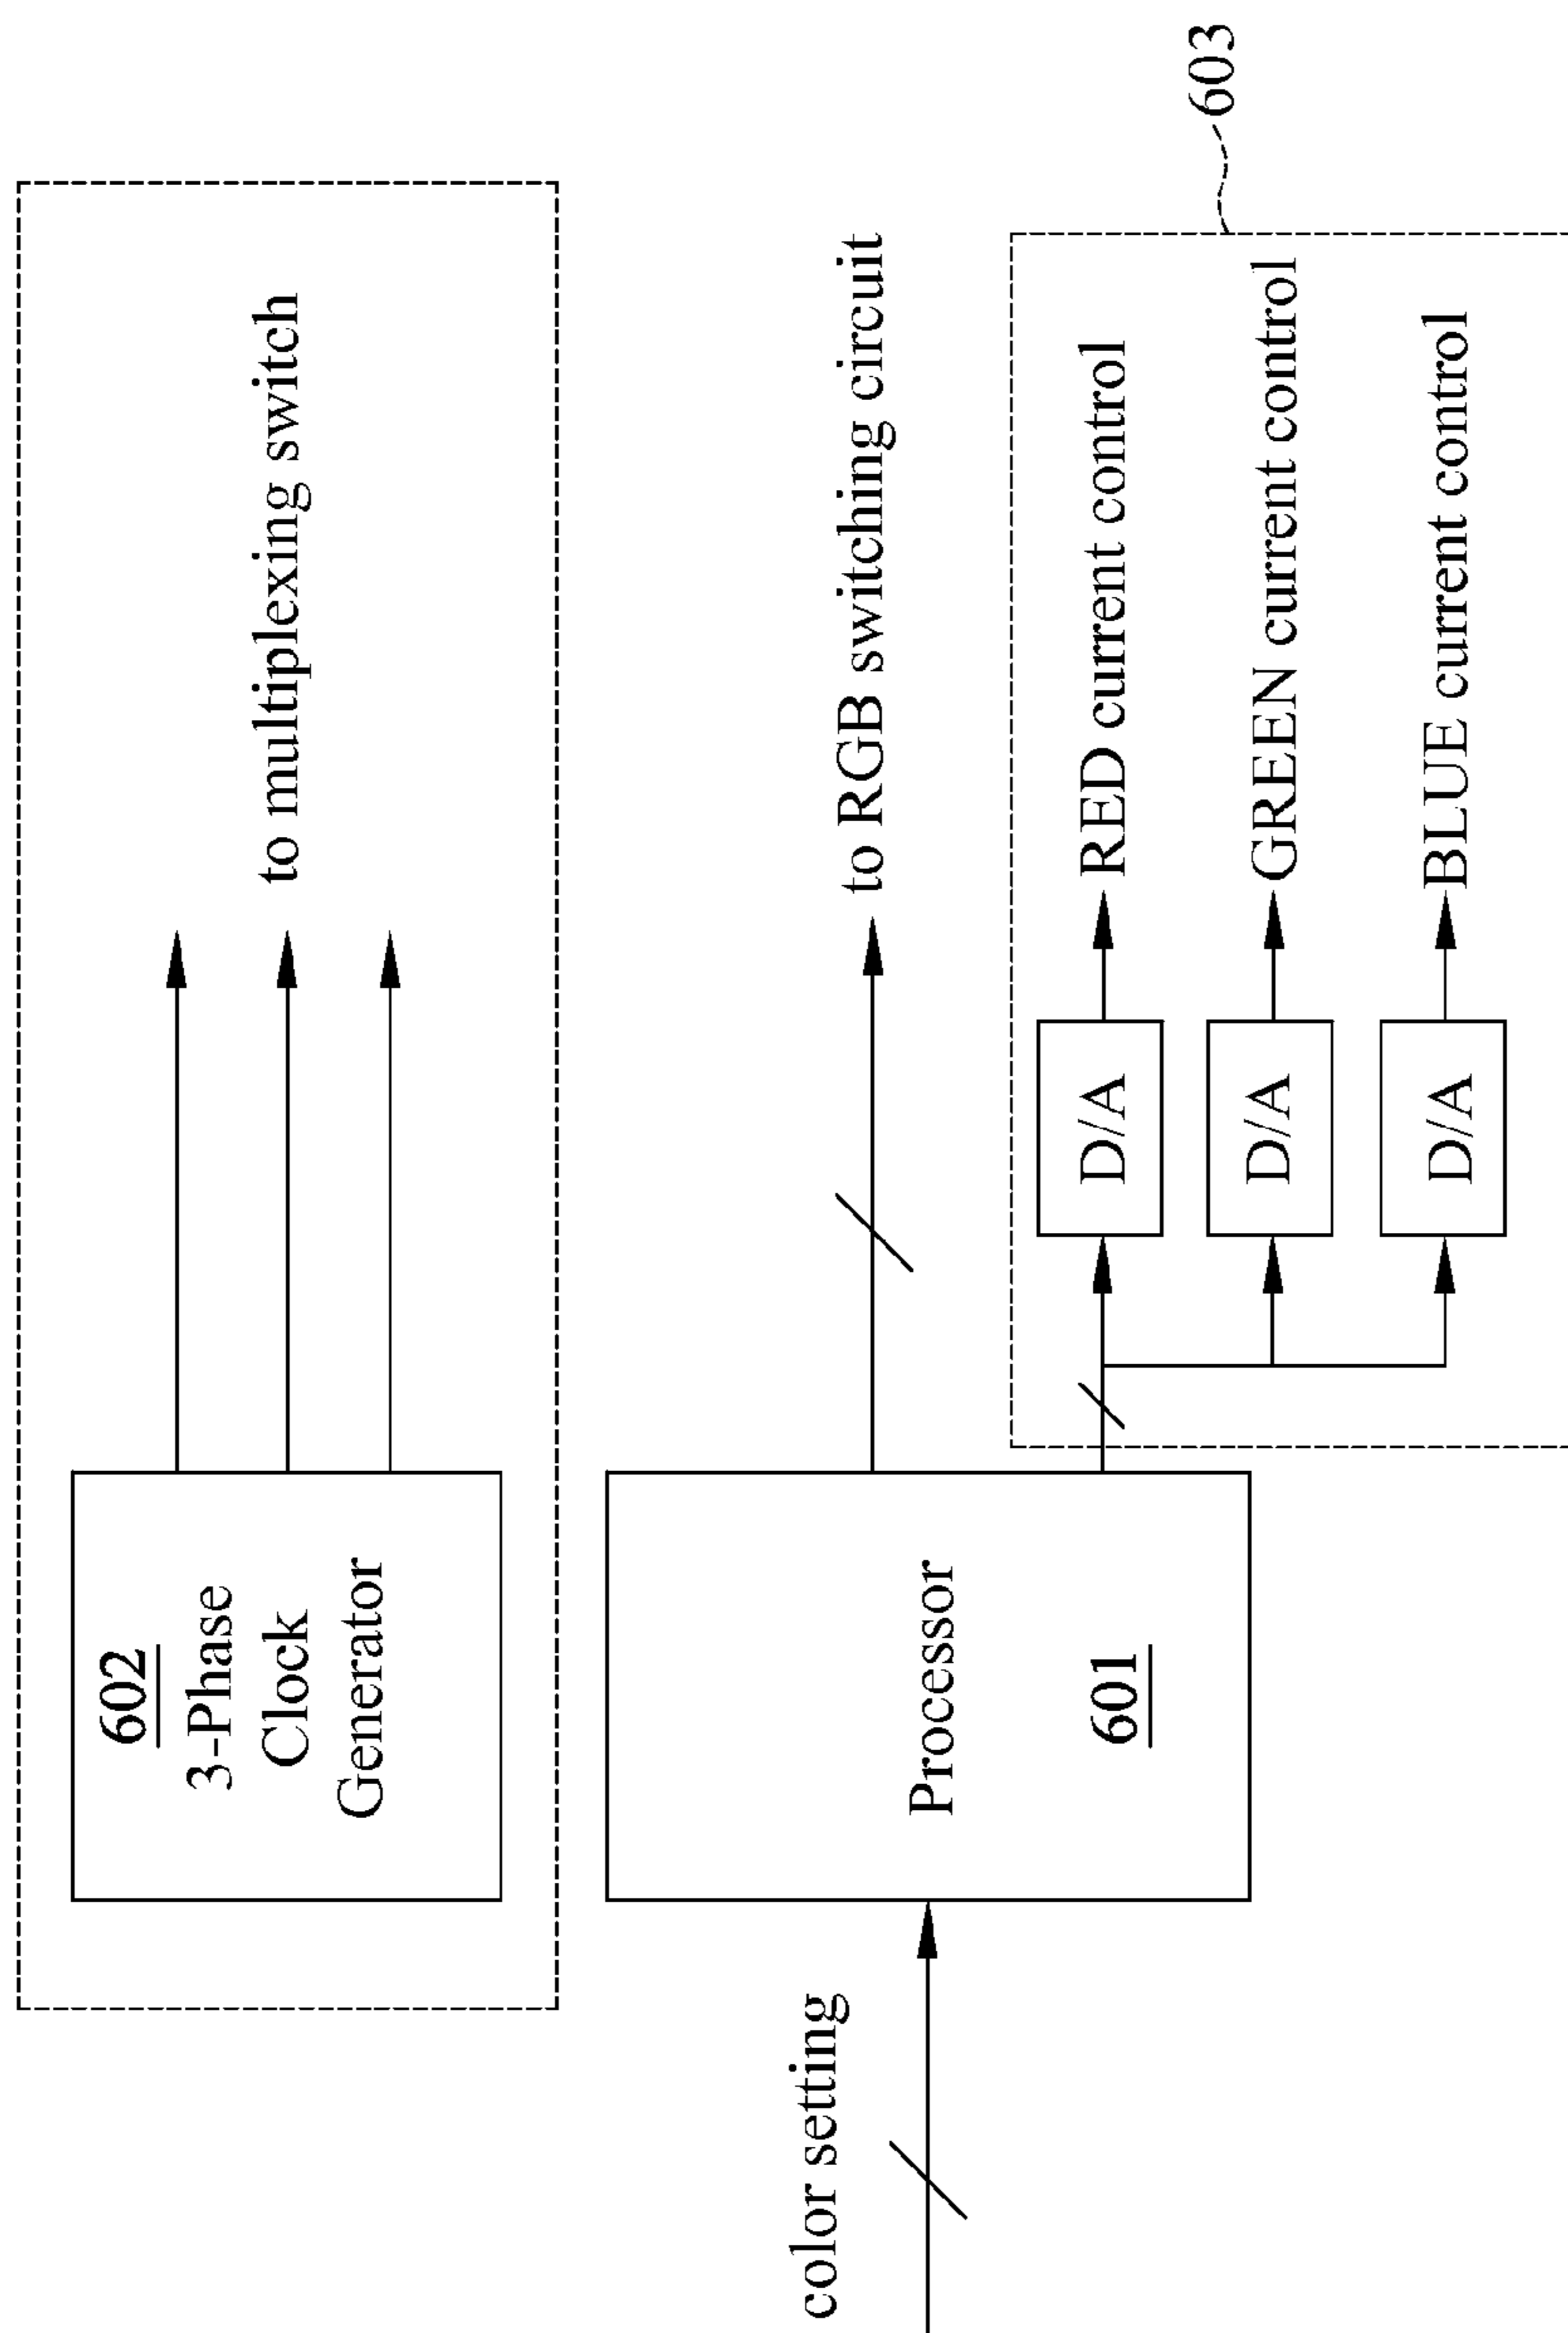 602
3-Phase
Clock
Generator
to multiplexing switch
color setting
Processor
601
to RGB switching circuit
D/A
RED current control
D/A
GREEN current control
D/A
BLUE current control
603